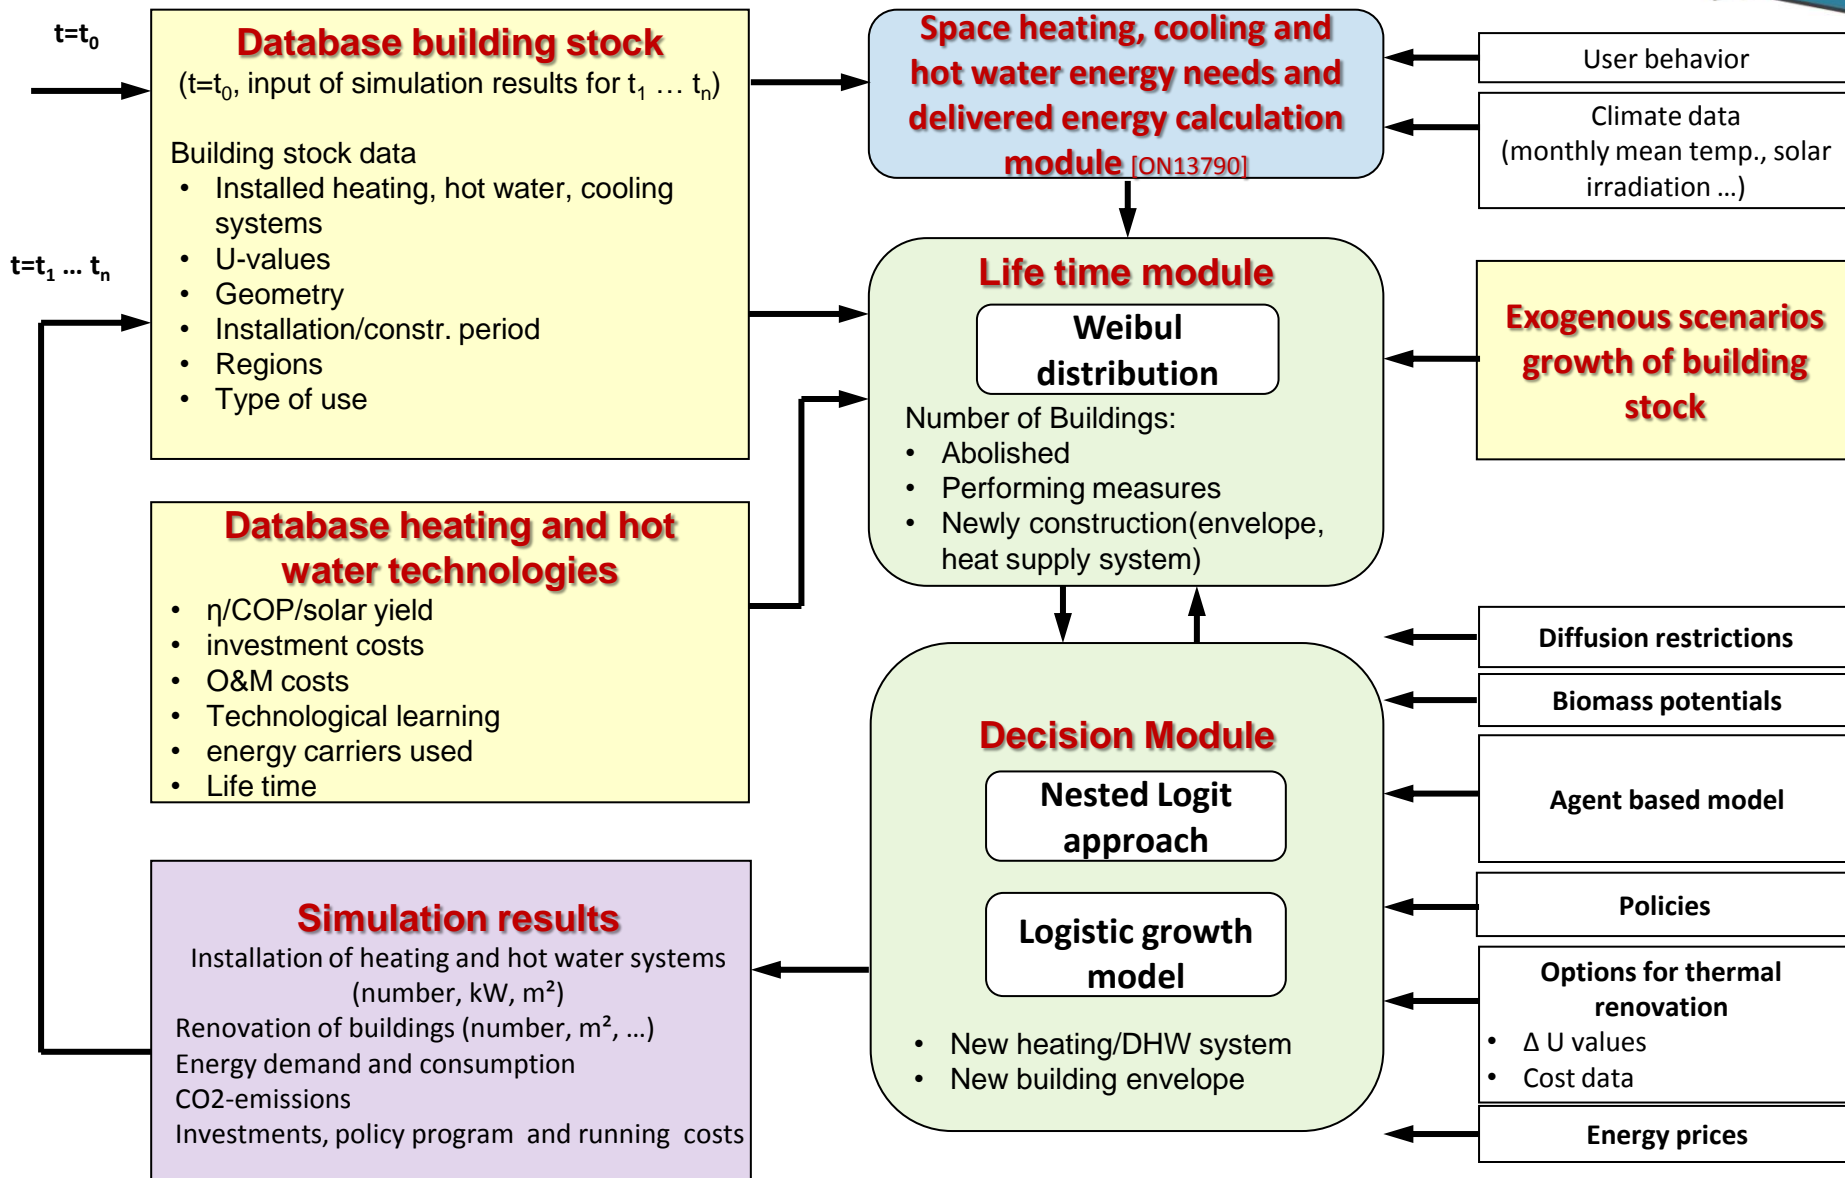 t=t0
Database building stock
(t=t0, input of simulation results for t1 … tn)
Building stock data
• Installed heating, hot water, cooling
systems
• U-values
• Geometry
• Installation/constr. period
• Regions
• Type of use
t=t1 ... tn
Database heating and hot
water technologies
• η/COP/solar yield
• investment costs
• O&M costs
• Technological learning
• energy carriers used
• Life time
Simulation results
Installation of heating and hot water systems
(number, kW, m²)
Renovation of buildings (number, m², …)
Energy demand and consumption
CO2-emissions
Investments, policy program and running costs
Space heating, cooling and
hot water energy needs and
delivered energy calculation
module [ON13790]
Life time module
Weibul
distribution
Number of Buildings:
• Abolished
• Performing measures
• Newly construction(envelope,
heat supply system)
Decision Module
Nested Logit
approach
Logistic growth
model
• New heating/DHW system
• New building envelope
User behavior
Climate data
(monthly mean temp., solar
irradiation …)
Exogenous scenarios
growth of building
stock
Diffusion restrictions
Biomass potentials
Agent based model
Policies
Options for thermal
renovation
• Δ U values
• Cost data
Energy prices